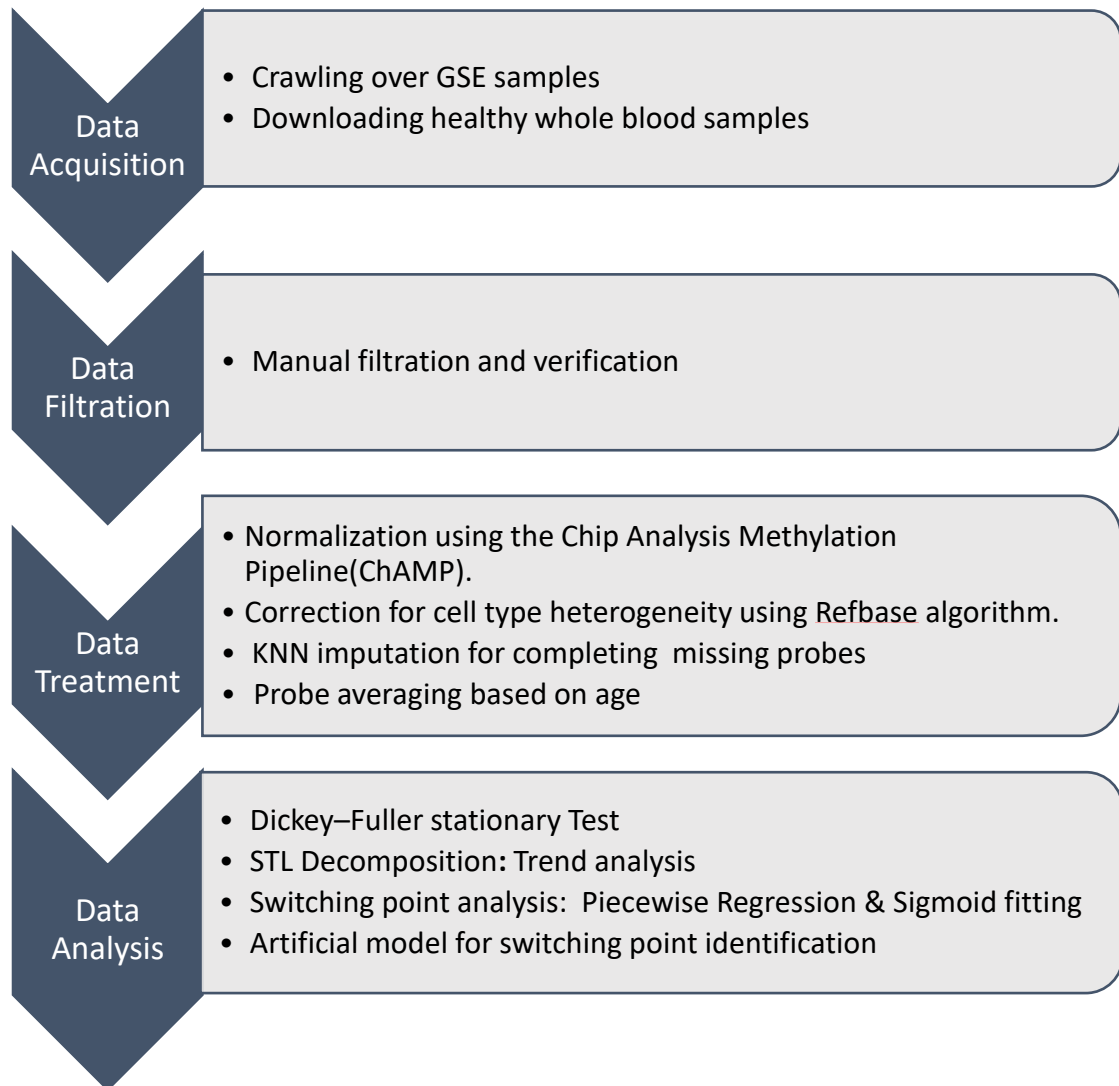 Data
Acquisition
• Crawling over GSE samples
• Downloading healthy whole blood samples
Data
Filtration
• Manual filtration and verification
Data
Treatment
• Normalization using the Chip Analysis Methylation
Pipeline(ChAMP).
• Correction for cell type heterogeneity using Refbase algorithm.
• KNN imputation for completing  missing probes
• Probe averaging based on age
Data
Analysis
• Dickey–Fuller stationary Test
• STL Decomposition: Trend analysis
• Switching point analysis:  Piecewise Regression & Sigmoid fitting
• Artificial model for switching point identification